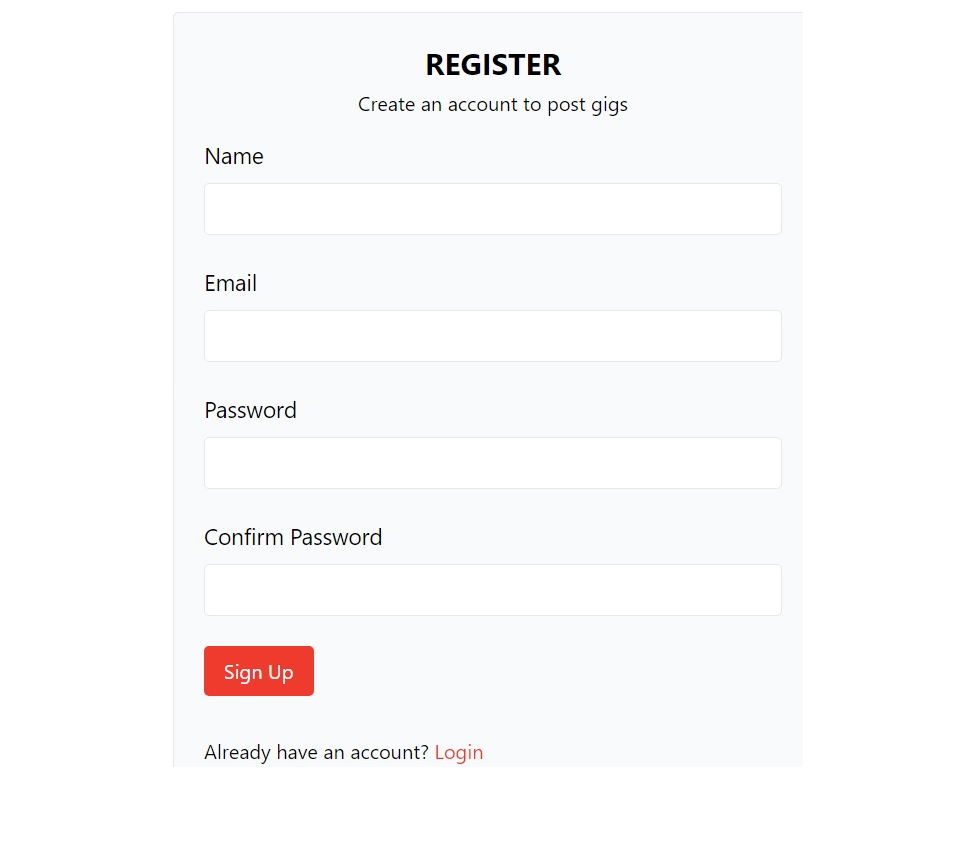 REGISTER
Create an account to post gigs
Name
Email
Password
Confirm Password
Sign Up
Already have an account? Login